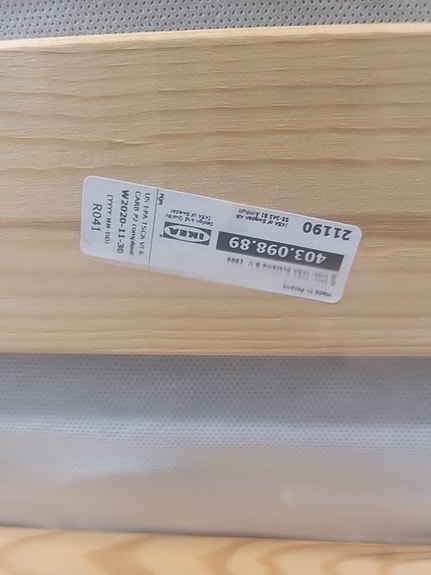 Made in Poland
© Inter IKEA Systems B.V. 1999
403.098.89
21190
IKEA
Design and Quality
IKEA of Sweden
IKEA of Sweden AB
SE-343 81 Älmhult
PQM
US EPA TSCA VI &
CARB P2 compliant
W2020-11-30
(YYYY MM DD)
R041